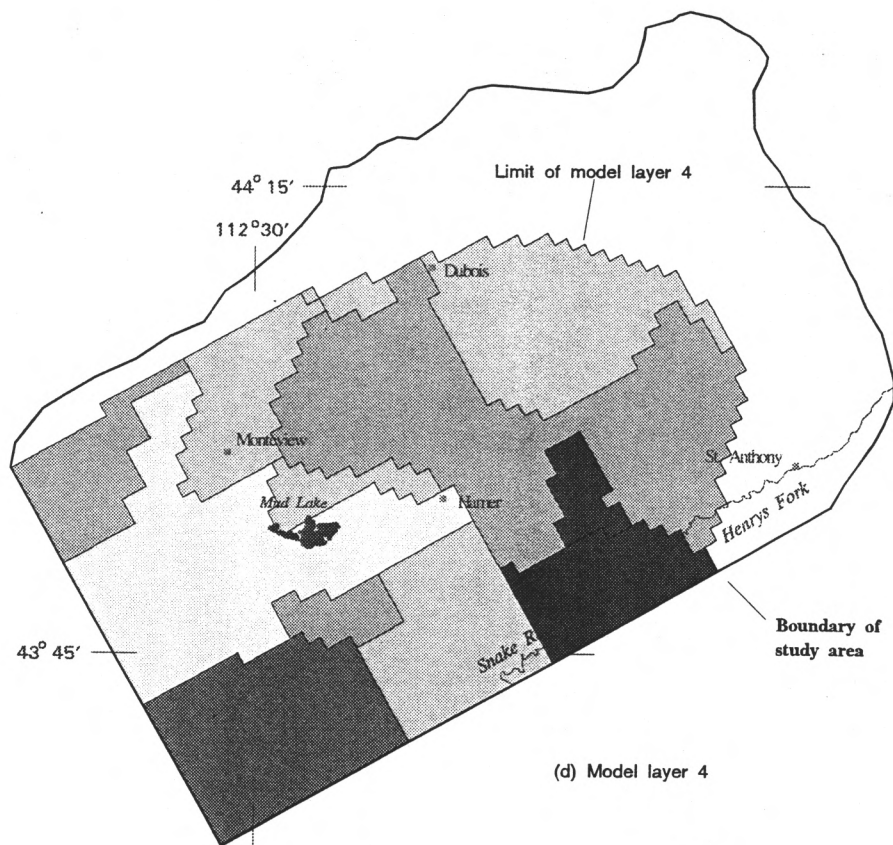 Limit of model layer 4
44° 15′
112° 30′
Dubois
Monteview
St. Anthony
Mud Lake
Hamer
Henrys Fork
Boundary of
study area
43° 45′
Snake R
(d) Model layer 4